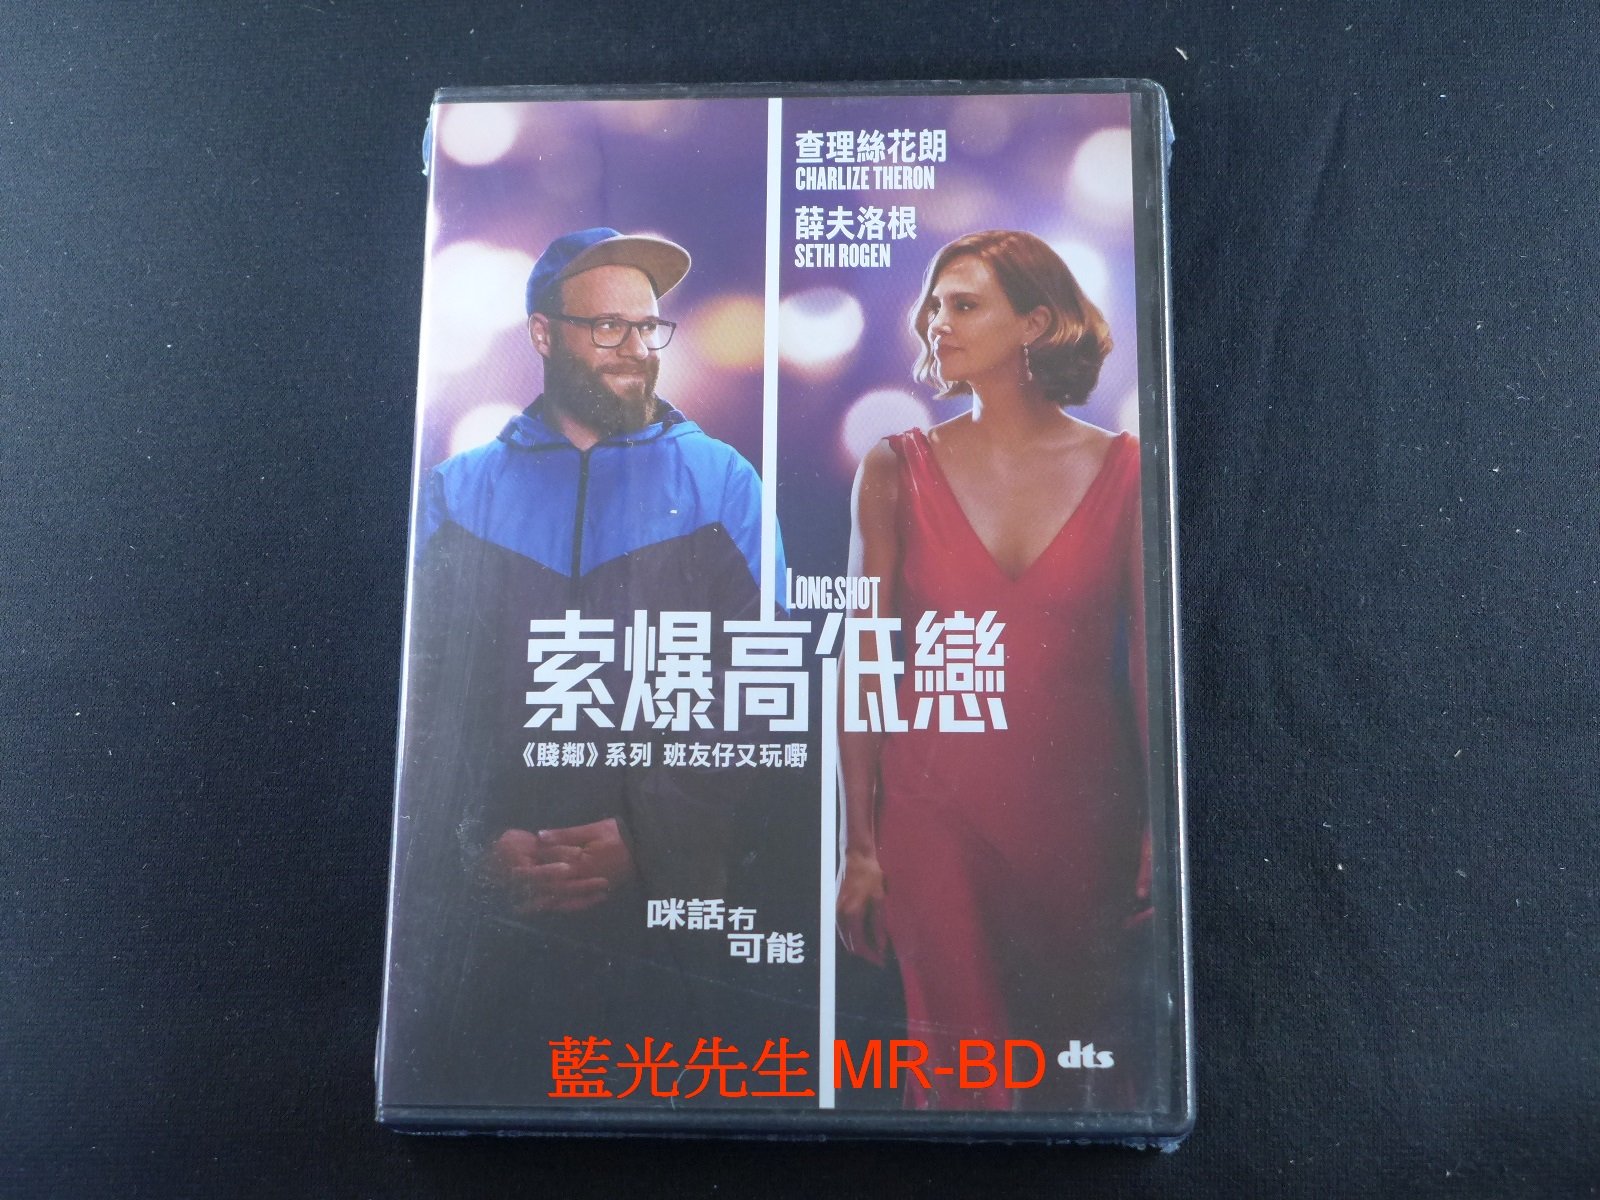 查理絲花朗
CHARLIZE THERON
薛夫洛根
SETH ROGEN
LONG SHOT
索爆高低戀
《賤鄰》系列 班友仔又玩嘢
咪話冇
可能
藍光先生 MR-BD
dts